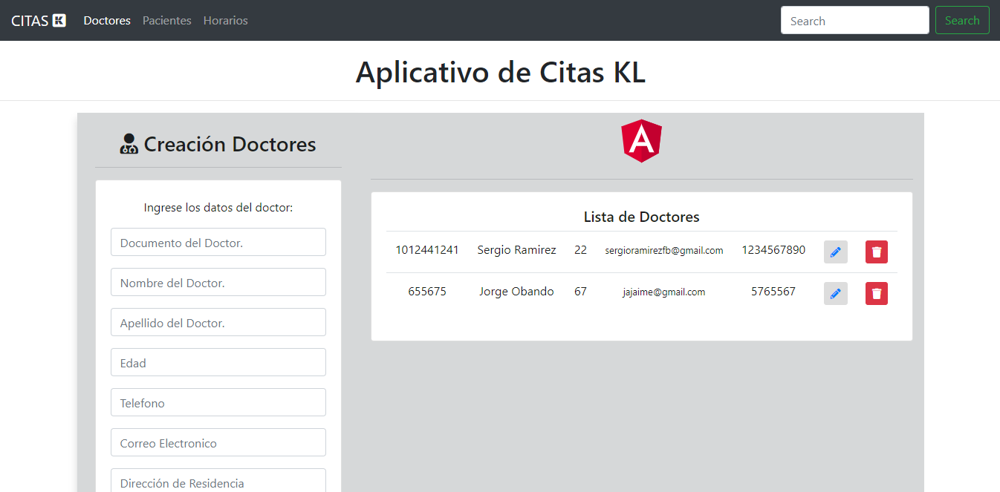 CITAS K Doctores Pacientes Horarios Search Search
Aplicativo de Citas KL
Creación Doctores
Ingrese los datos del doctor:
Documento del Doctor.
Nombre del Doctor.
Apellido del Doctor.
Edad
Telefono
Correo Electronico
Dirección de Residencia
A
Lista de Doctores
1012441241 Sergio Ramirez 22 sergioramirezfb@gmail.com 1234567890
655675 Jorge Obando 67 jajaime@gmail.com 5765567